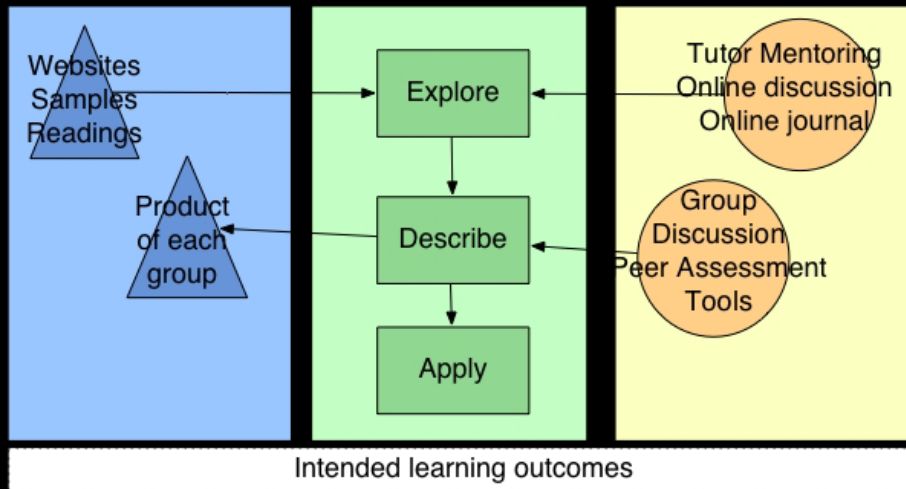 Websites
Samples
Readings
Product
of each
group
Explore
Describe
Apply
Tutor Mentoring
Online discussion
Online journal
Group
Discussion
Peer Assessment
Tools
Intended learning outcomes